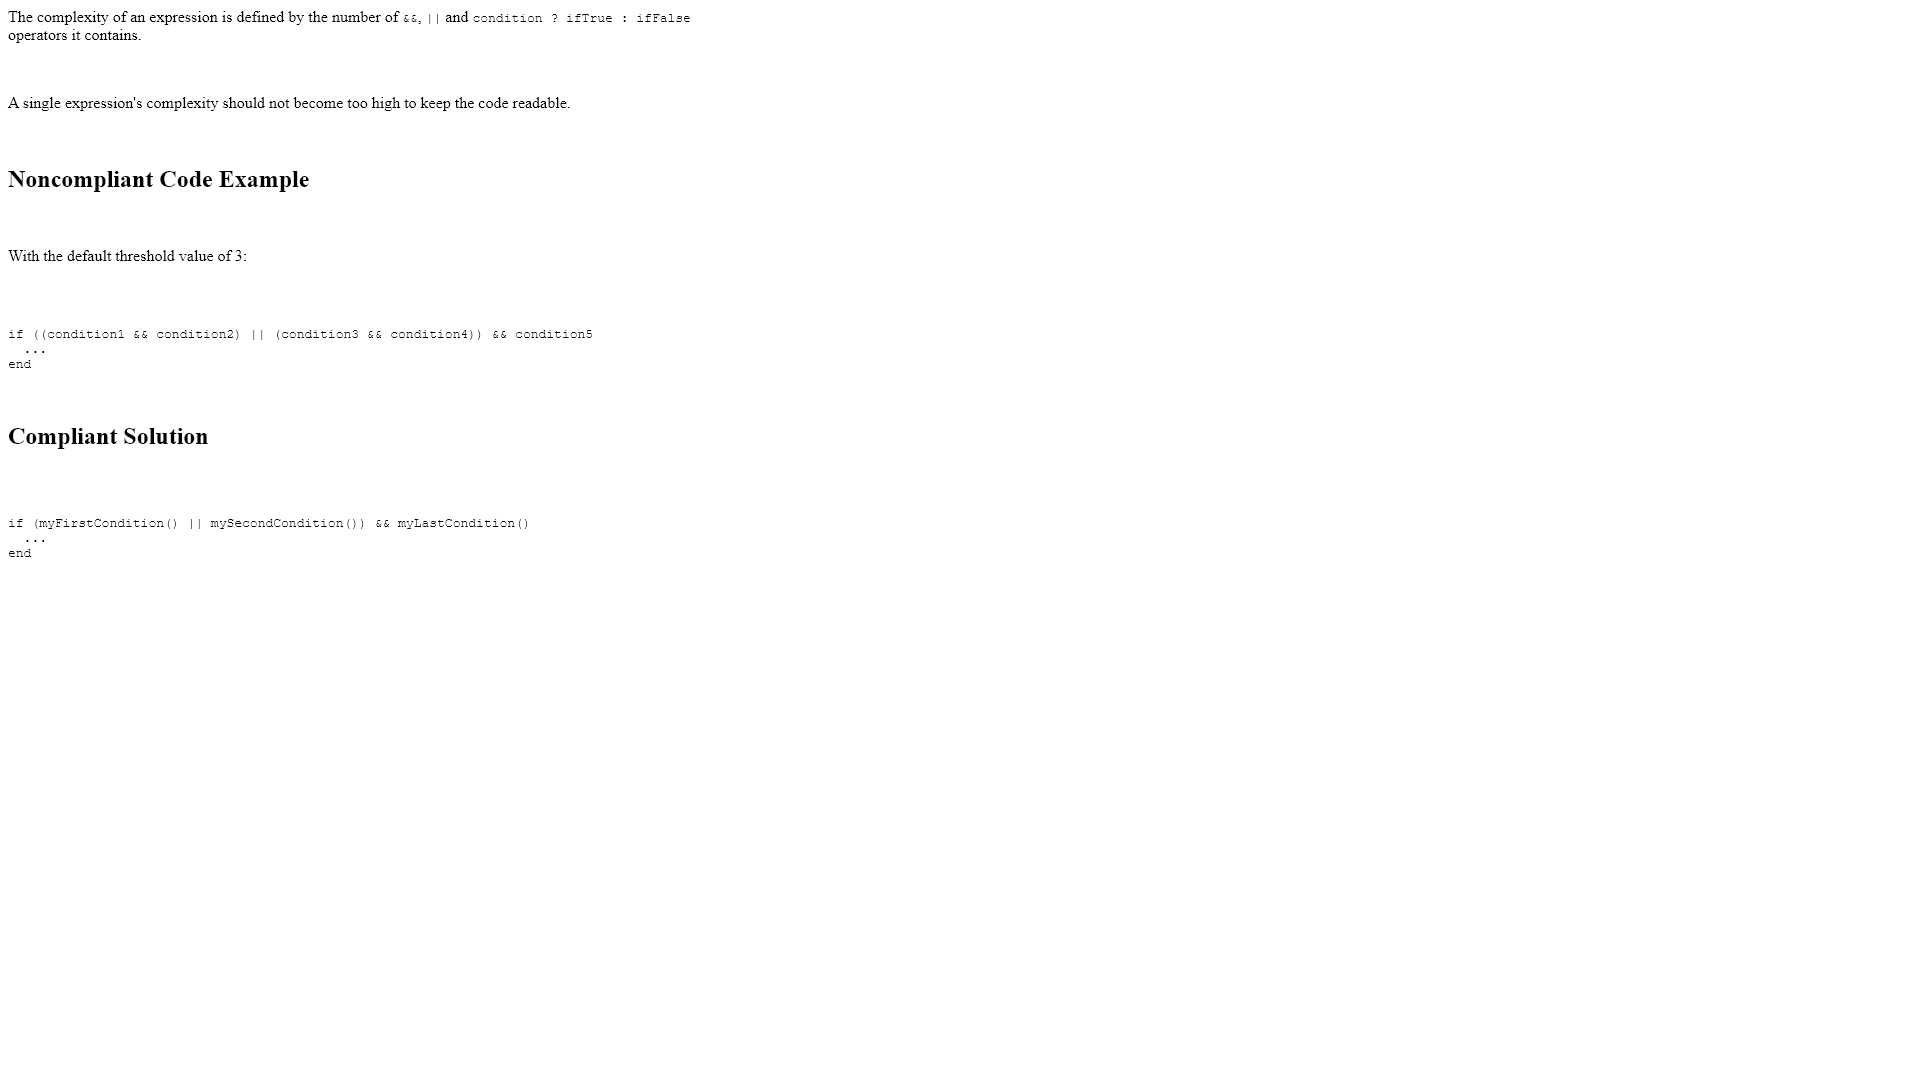 The complexity of an expression is defined by the number of &&, || and condition ? ifTrue : ifFalse
operators it contains.
A single expression's complexity should not become too high to keep the code readable.
Noncompliant Code Example
With the default threshold value of 3:
if ((condition1 && condition2) || (condition3 && condition4)) && condition5
  ...
end
Compliant Solution
if (myFirstCondition() || mySecondCondition()) && myLastCondition()
  ...
end